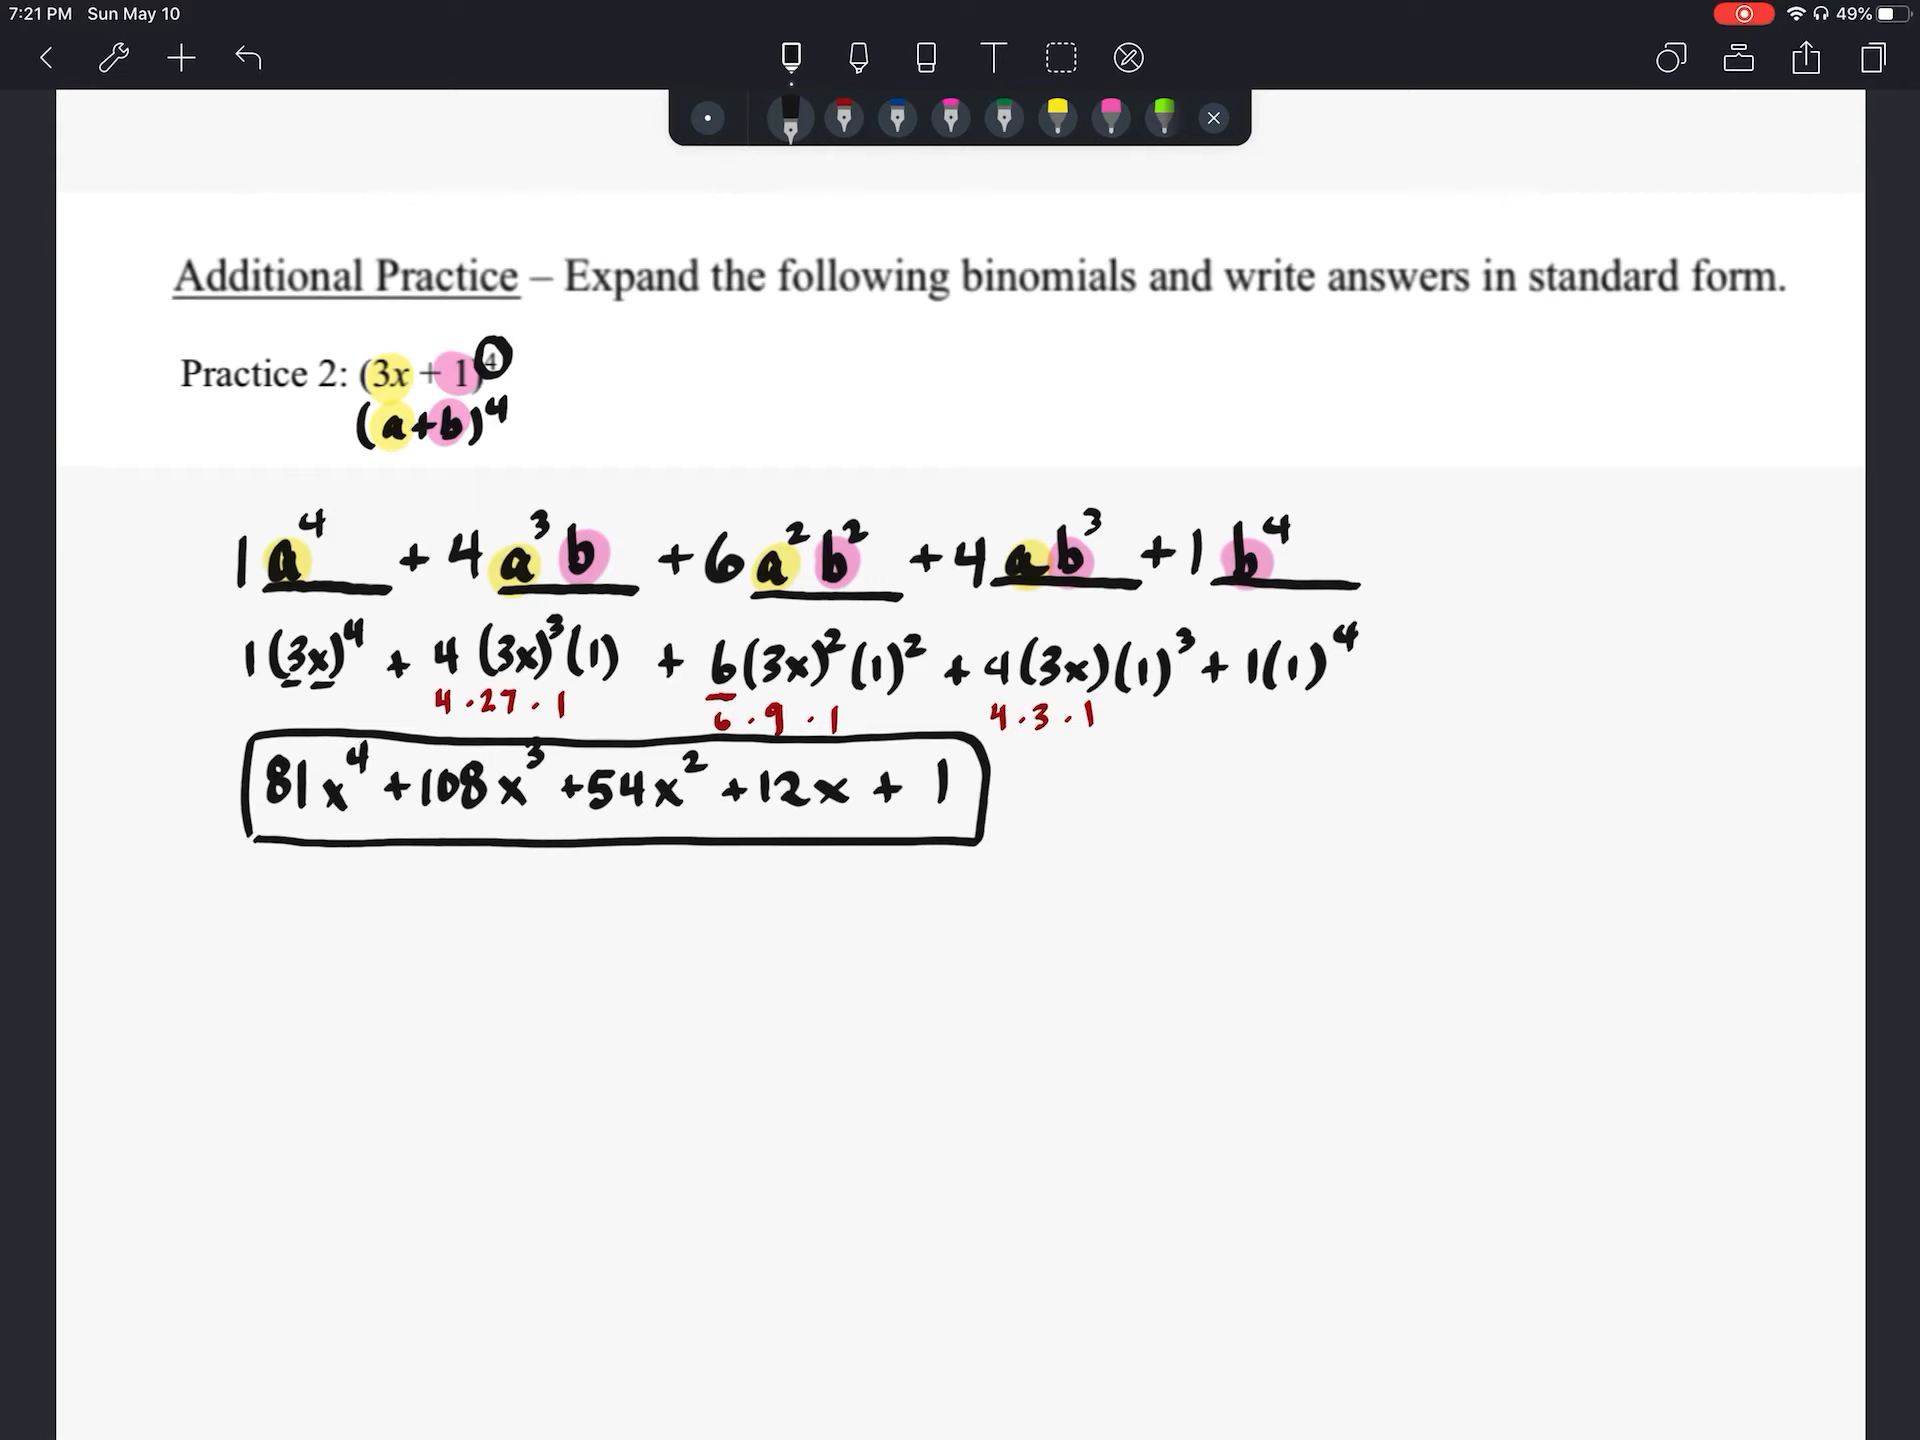 7:21 PM Sun May 10 49%
T
Additional Practice – Expand the following binomials and write answers in standard form.
Practice 2: (3x + 1)⁴
(a+b)⁴
1a⁴ + 4a³b + 6a²b² + 4ab³ + 1b⁴
1(3x)⁴ + 4(3x)³(1) + 6(3x)²(1)² + 4(3x)(1)³ + 1(1)⁴
4·27·1 6·9·1 4·3·1
81x⁴ + 108x³ + 54x² + 12x + 1